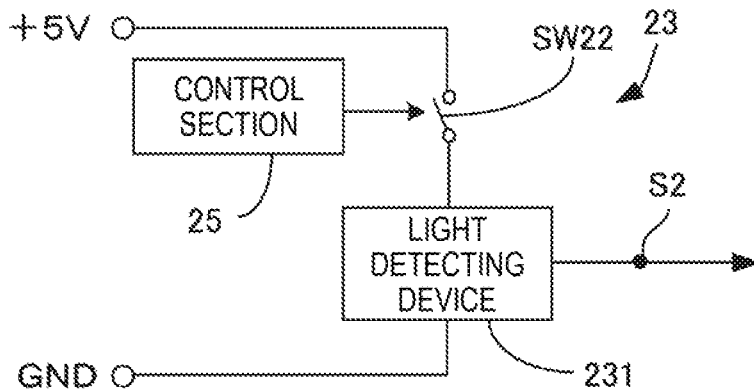 +5V
23
SW22
CONTROL
SECTION
25
S2
LIGHT
DETECTING
DEVICE
GND
231